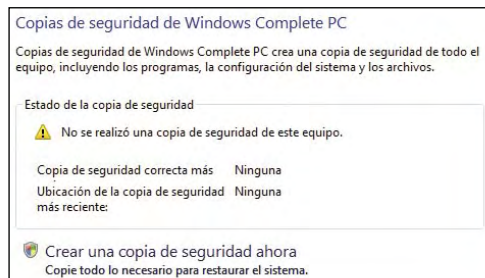 Copias de seguridad de Windows Complete PC
Copias de seguridad de Windows Complete PC crea una copia de seguridad de todo el
equipo, incluyendo los programas, la configuración del sistema y los archivos.
Estado de la copia de seguridad
No se realizó una copia de seguridad de este equipo.
Copia de seguridad correcta más Ninguna
Ubicación de la copia de seguridad Ninguna
más reciente:
Crear una copia de seguridad ahora
Copie todo lo necesario para restaurar el sistema.